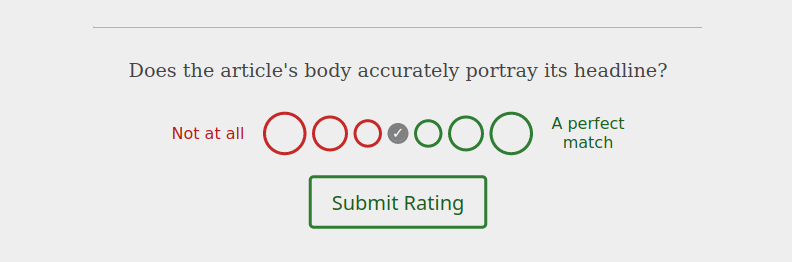 Does the article's body accurately portray its headline?
Not at all
A perfect
match
Submit Rating